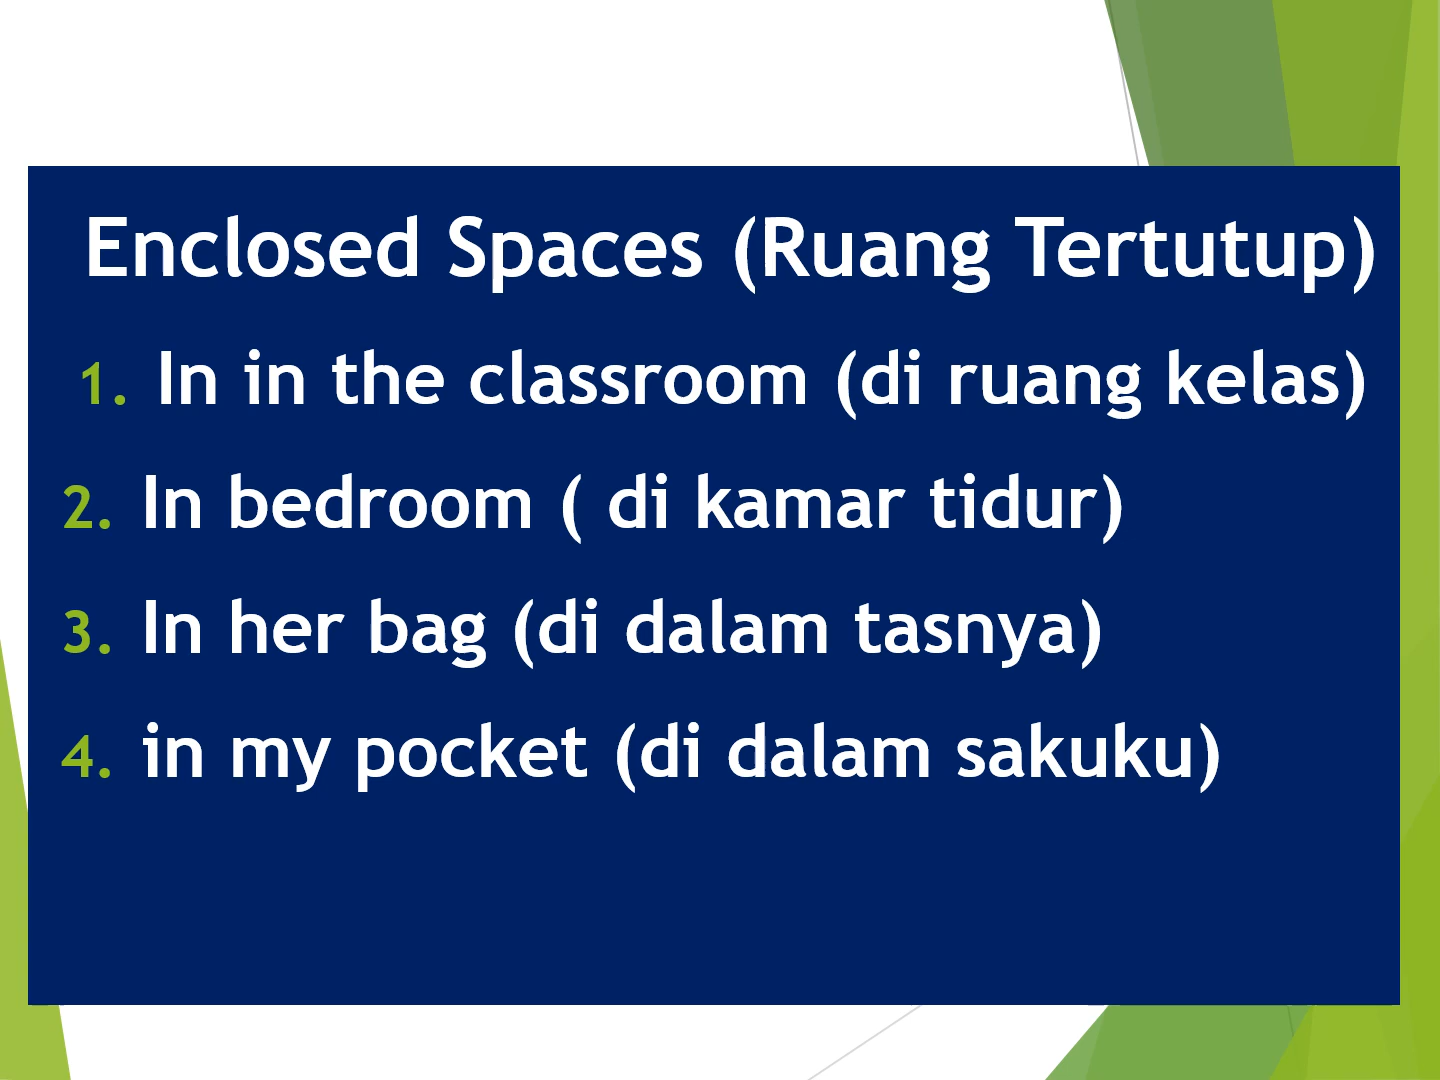 Enclosed Spaces (Ruang Tertutup)
1. In in the classroom (di ruang kelas)
2. In bedroom ( di kamar tidur)
3. In her bag (di dalam tasnya)
4. in my pocket (di dalam sakuku)